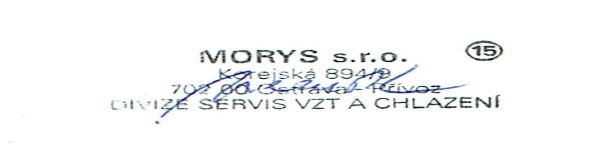 MORYS s.r.o. 15
Korejská 894/9
702 00 Ostrava - Přívoz
DIVIZE SERVIS VZT A CHLAZENÍ